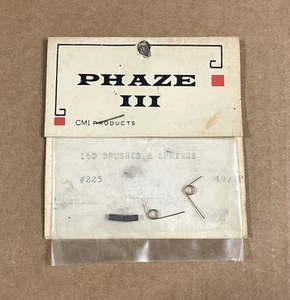 PHAZE
III
CMI PRODUCTS
16D BRUSHES & SPRINGS
#225